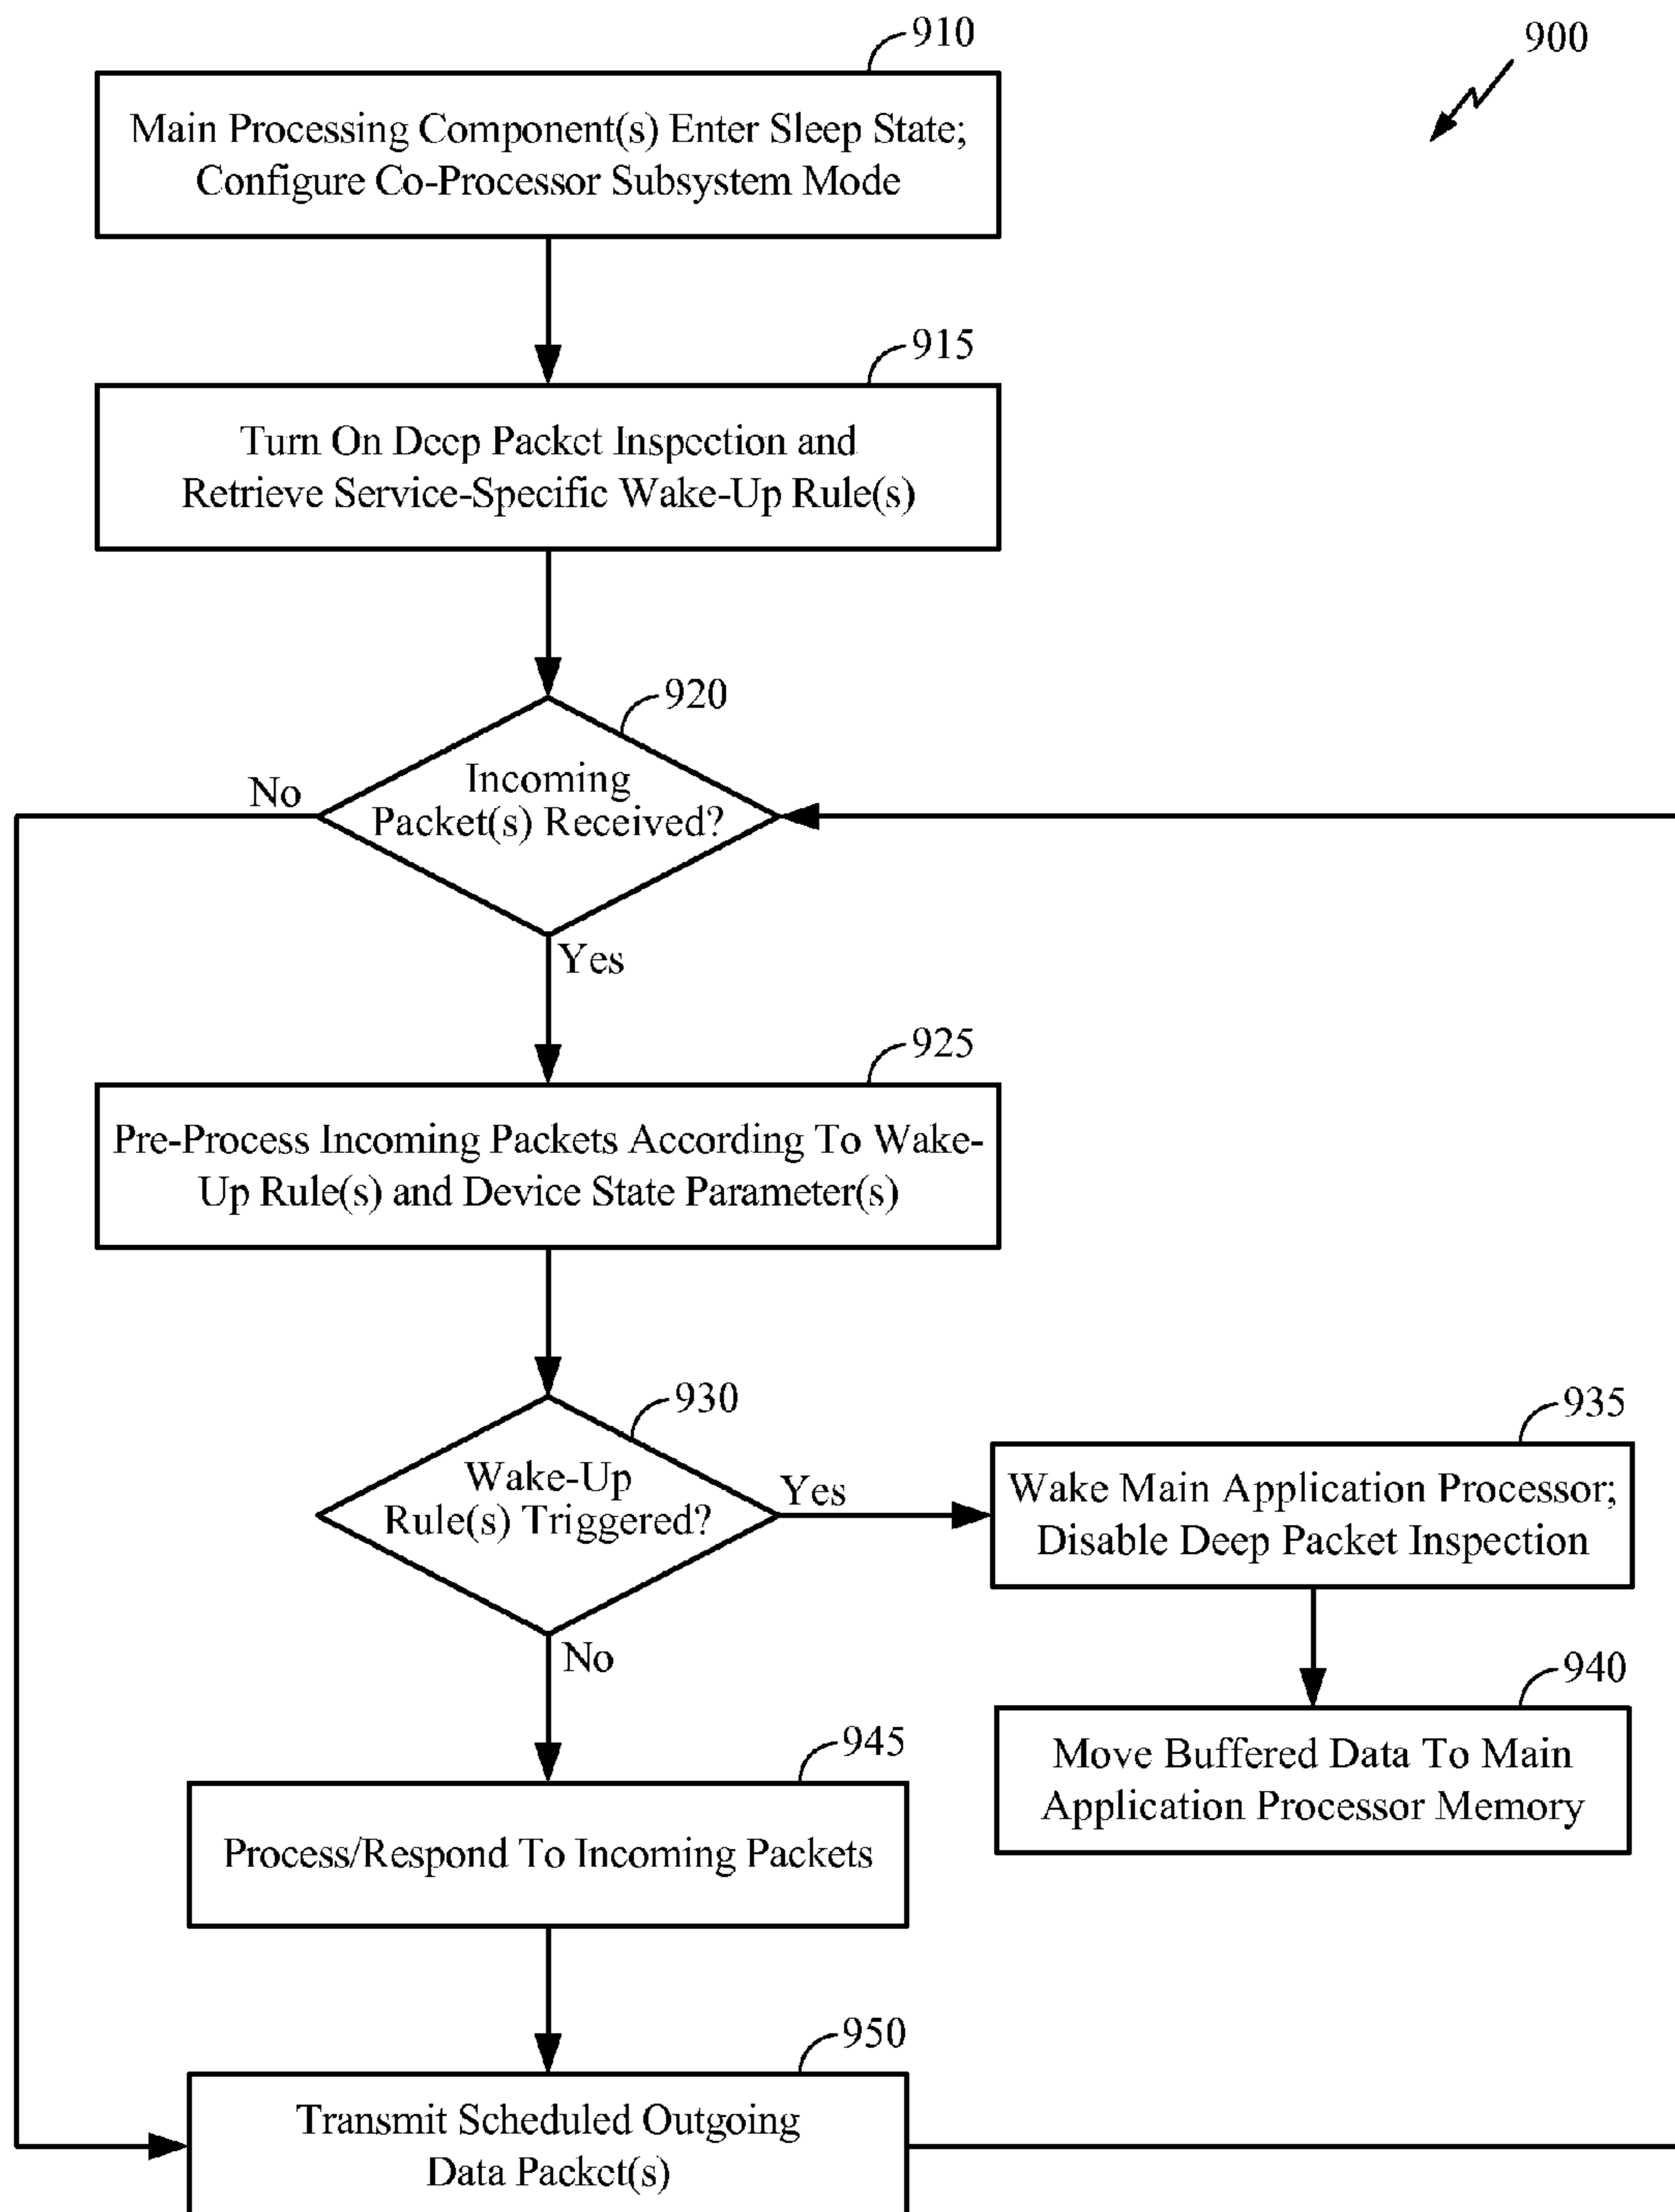 910
900
Main Processing Component(s) Enter Sleep State;
Configure Co-Processor Subsystem Mode
915
Turn On Deep Packet Inspection and
Retrieve Service-Specific Wake-Up Rule(s)
920
No
Incoming
Packet(s) Received?
Yes
925
Pre-Process Incoming Packets According To Wake-
Up Rule(s) and Device State Parameter(s)
930
Wake-Up
Rule(s) Triggered?
Yes
935
Wake Main Application Processor;
Disable Deep Packet Inspection
No
940
Move Buffered Data To Main
Application Processor Memory
945
Process/Respond To Incoming Packets
950
Transmit Scheduled Outgoing
Data Packet(s)